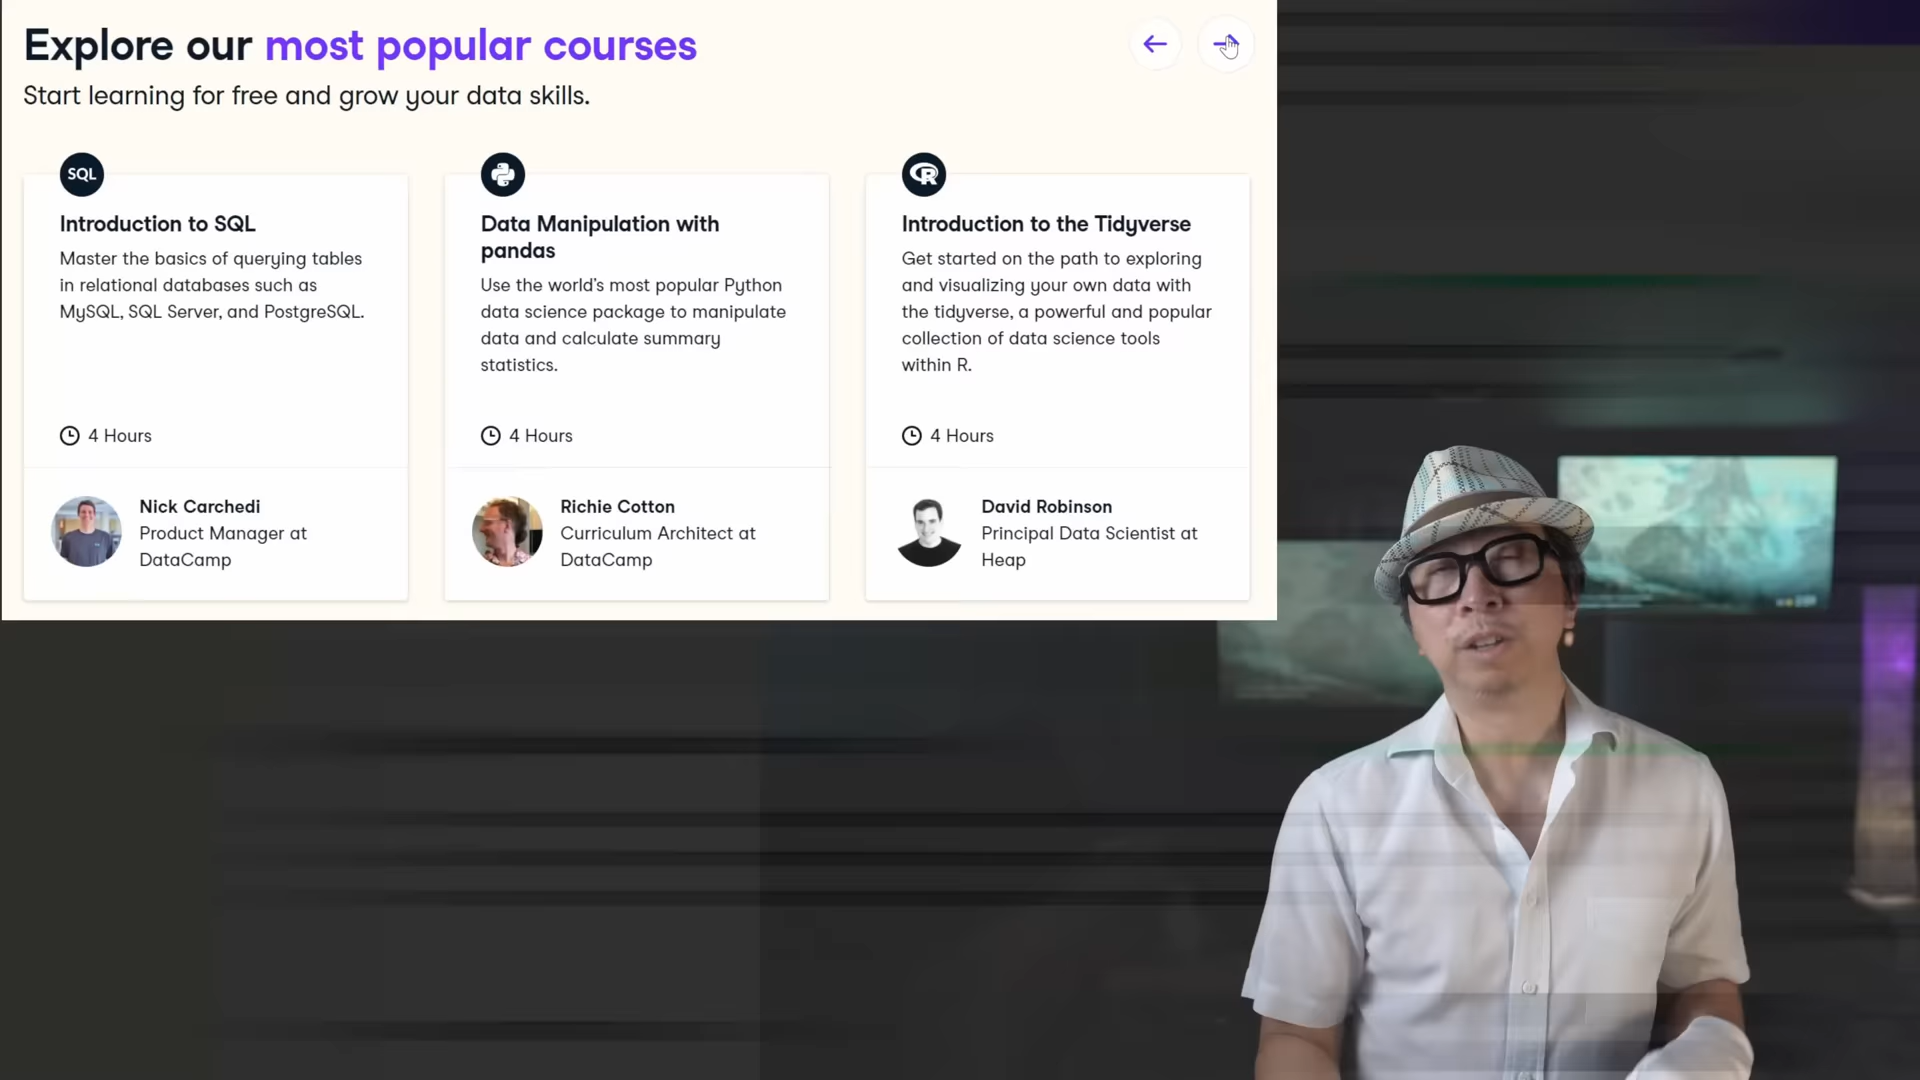 Explore our most popular courses
Start learning for free and grow your data skills.
SQL
Introduction to SQL
Master the basics of querying tables
in relational databases such as
MySQL, SQL Server, and PostgreSQL.
4 Hours
Nick Carchedi
Product Manager at
DataCamp
Data Manipulation with
pandas
Use the world's most popular Python
data science package to manipulate
data and calculate summary
statistics.
4 Hours
Richie Cotton
Curriculum Architect at
DataCamp
R
Introduction to the Tidyverse
Get started on the path to exploring
and visualizing your own data with
the tidyverse, a powerful and popular
collection of data science tools
within R.
4 Hours
David Robinson
Principal Data Scientist at
Heap